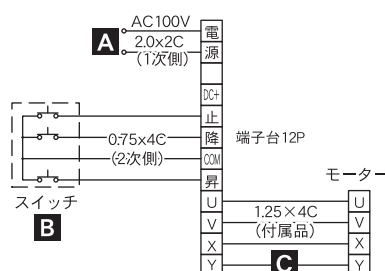 AC100V
A
2.0x2C
(1次側)
電
源
DC+
止
降
COM
昇
U
V
X
Y
0.75x4C
(2次側)
端子台12P
スイッチ
B
モーター
1.25×4C
(付属品)
C
U
V
X
Y